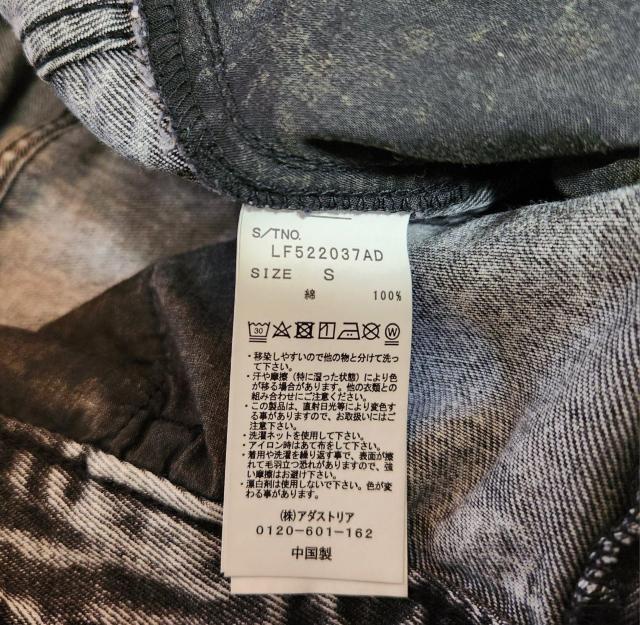 S/TNO.
LF522037AD
SIZE S
綿 100%
30 W
・移染しやすいので他の物と分けて洗っ
て下さい。
・汗や摩擦（特に湿った状態）により色
が移る場合があります。他の衣類との
組み合わせにご注意ください。
・この製品は、直射日光等により変色す
る事がありますので、お取扱いにはご
注意下さい。
・洗濯ネットを使用して下さい。
・アイロン時はあて布をして下さい。
・着用や洗濯を繰り返す事で、表面が擦
れて毛羽立つ恐れがありますので、強
い摩擦はお避け下さい。
・漂白剤は使用しないで下さい。色が変
わる事があります。
(株)アダストリア
0120-601-162
中国製